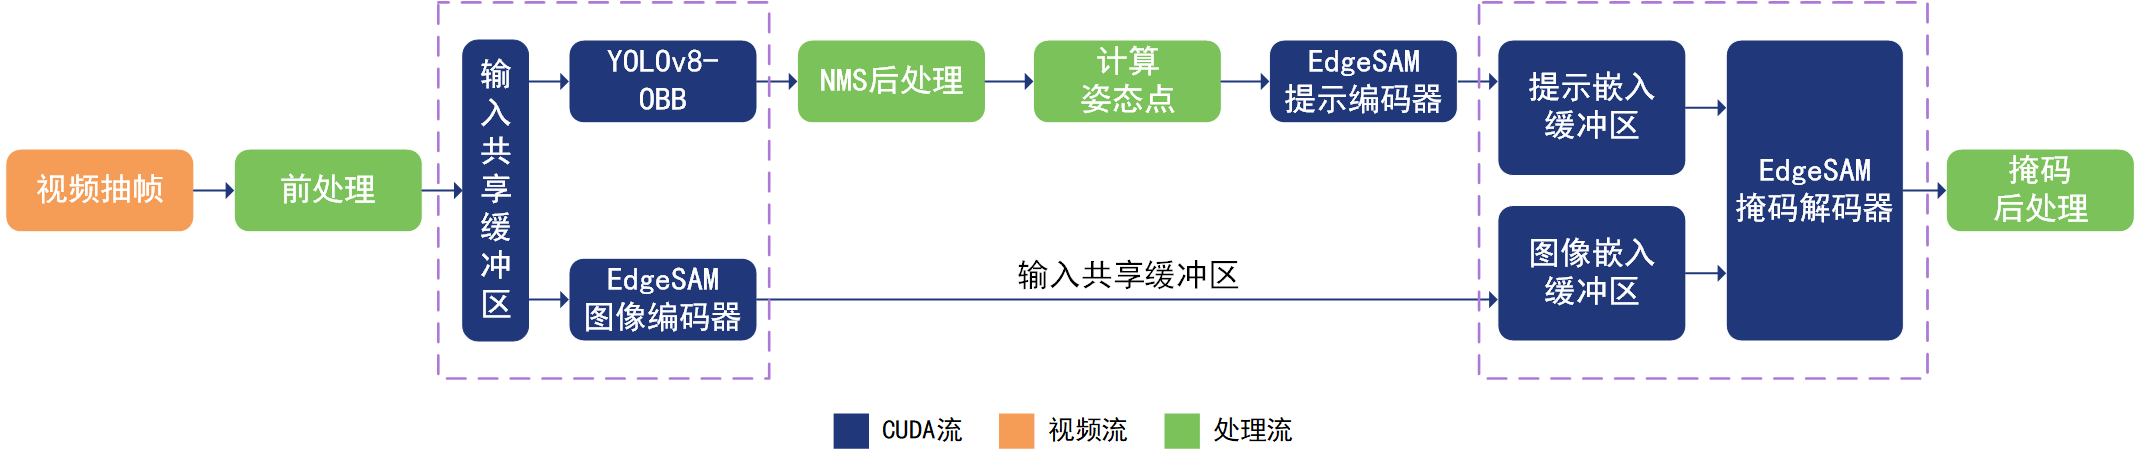 视频抽帧
前处理
输入共享缓冲区
YOLOv8-
OBB
EdgeSAM
图像编码器
NMS后处理
计算
姿态点
EdgeSAM
提示编码器
输入共享缓冲区
提示嵌入
缓冲区
图像嵌入
缓冲区
EdgeSAM
掩码解码器
掩码
后处理
CUDA流
视频流
处理流